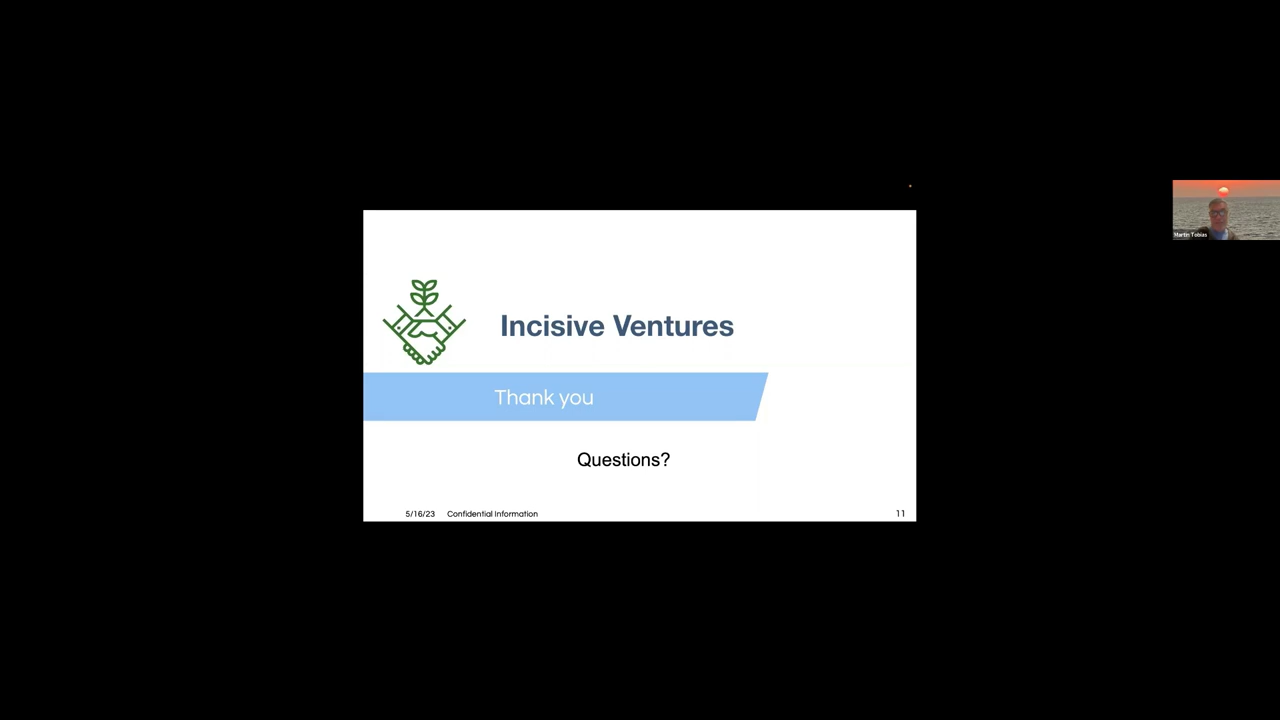 Incisive Ventures
Thank you
Questions?
5/16/23 Confidential Information 11
Martin Tobias